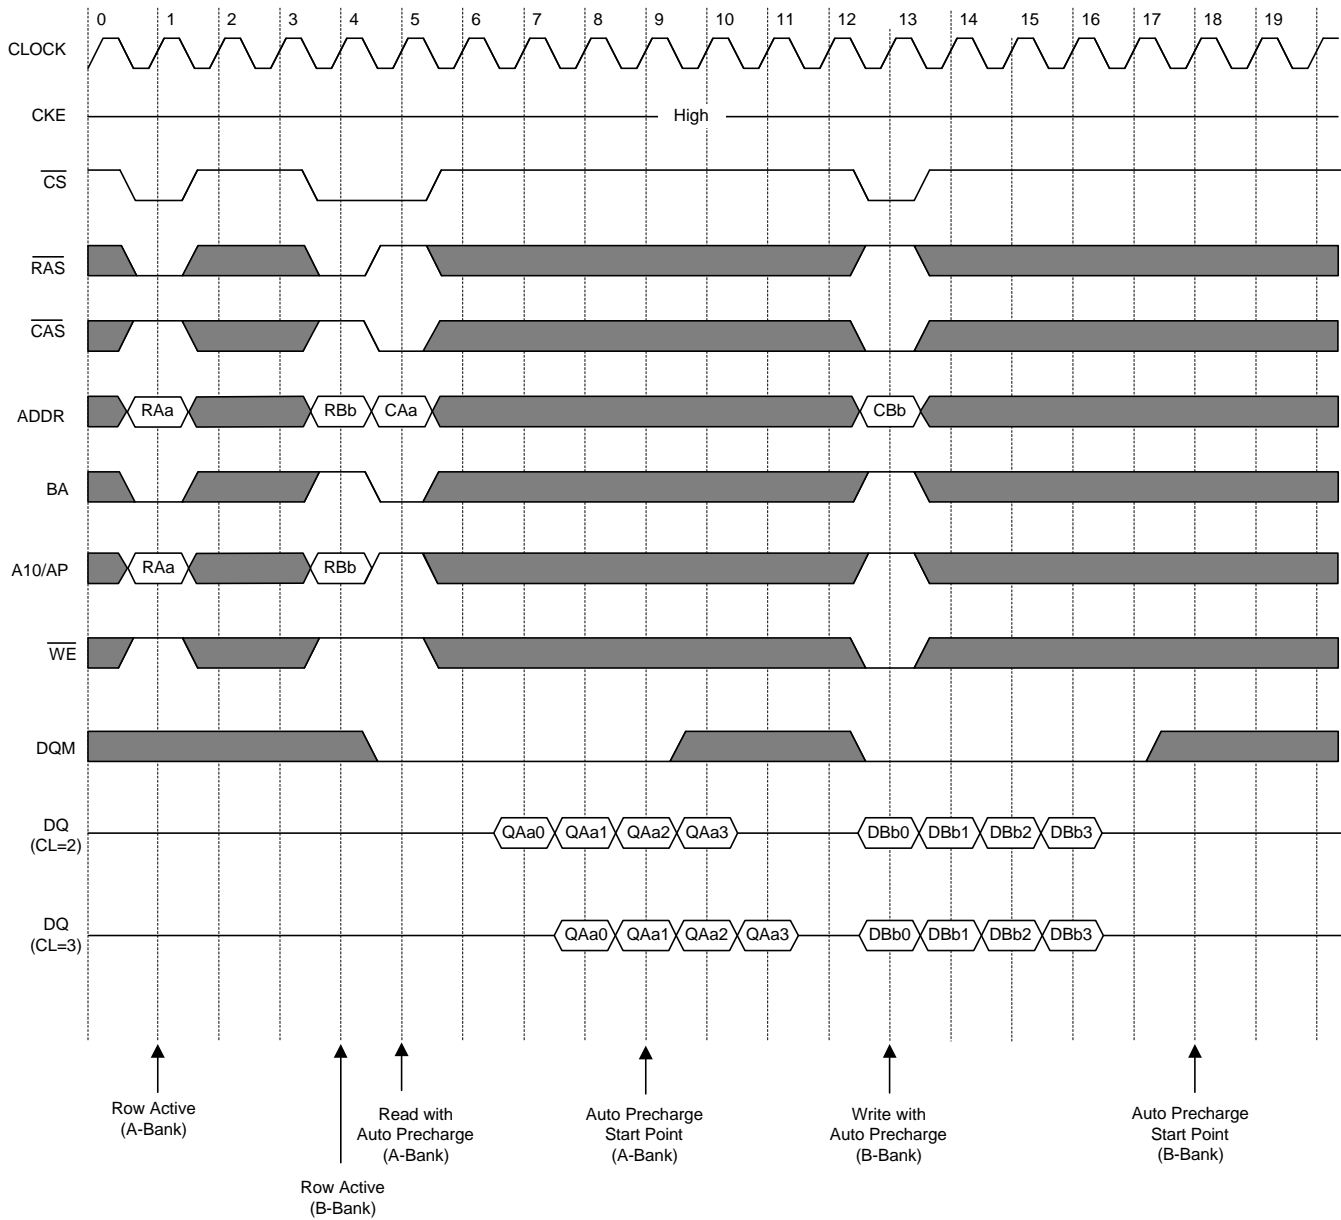 0 1 2 3 4 5 6 7 8 9 10 11 12 13 14 15 16 17 18 19
CLOCK
CKE High
CS
RAS
CAS
ADDR RAa RBb CAa CBb
BA
A10/AP RAa RBb
WE
DQM
DQ
(CL=2)
QAa0 QAa1 QAa2 QAa3 DBb0 DBb1 DBb2 DBb3
DQ
(CL=3)
QAa0 QAa1 QAa2 QAa3 DBb0 DBb1 DBb2 DBb3
Row Active
(A-Bank)
Row Active
(B-Bank)
Read with
Auto Precharge
(A-Bank)
Auto Precharge
Start Point
(A-Bank)
Write with
Auto Precharge
(B-Bank)
Auto Precharge
Start Point
(B-Bank)